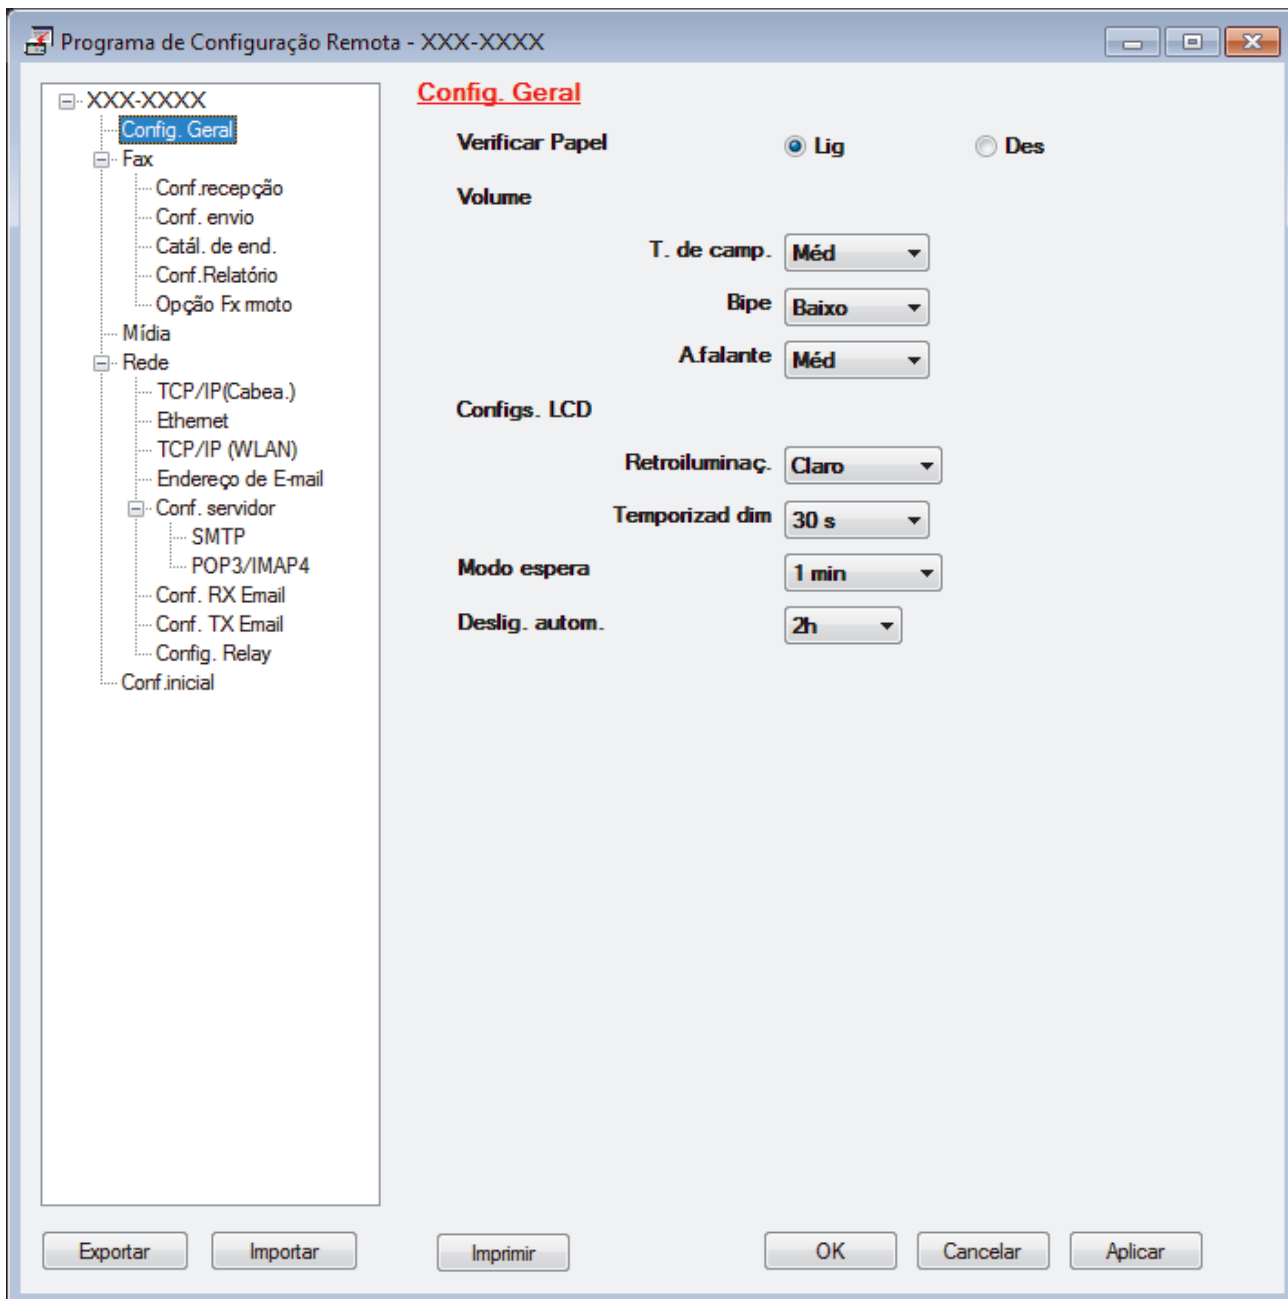 Programa de Configuração Remota - XXX-XXXX
XXX-XXXX
Config. Geral
Fax
Conf.recepção
Conf. envio
Catál. de end.
Conf.Relatório
Opção Fx rmoto
Mídia
Rede
TCP/IP(Cabea.)
Ethernet
TCP/IP (WLAN)
Endereço de E-mail
Conf. servidor
SMTP
POP3/IMAP4
Conf. RX Email
Conf. TX Email
Config. Relay
Conf.inicial
Config. Geral
Verificar Papel Lig Des
Volume
T. de camp. Méd
Bipe Baixo
A.falante Méd
Configs. LCD
Retroiluminaç. Claro
Temporizad dim 30 s
Modo espera 1 min
Deslig. autom. 2h
Exportar Importar Imprimir OK Cancelar Aplicar